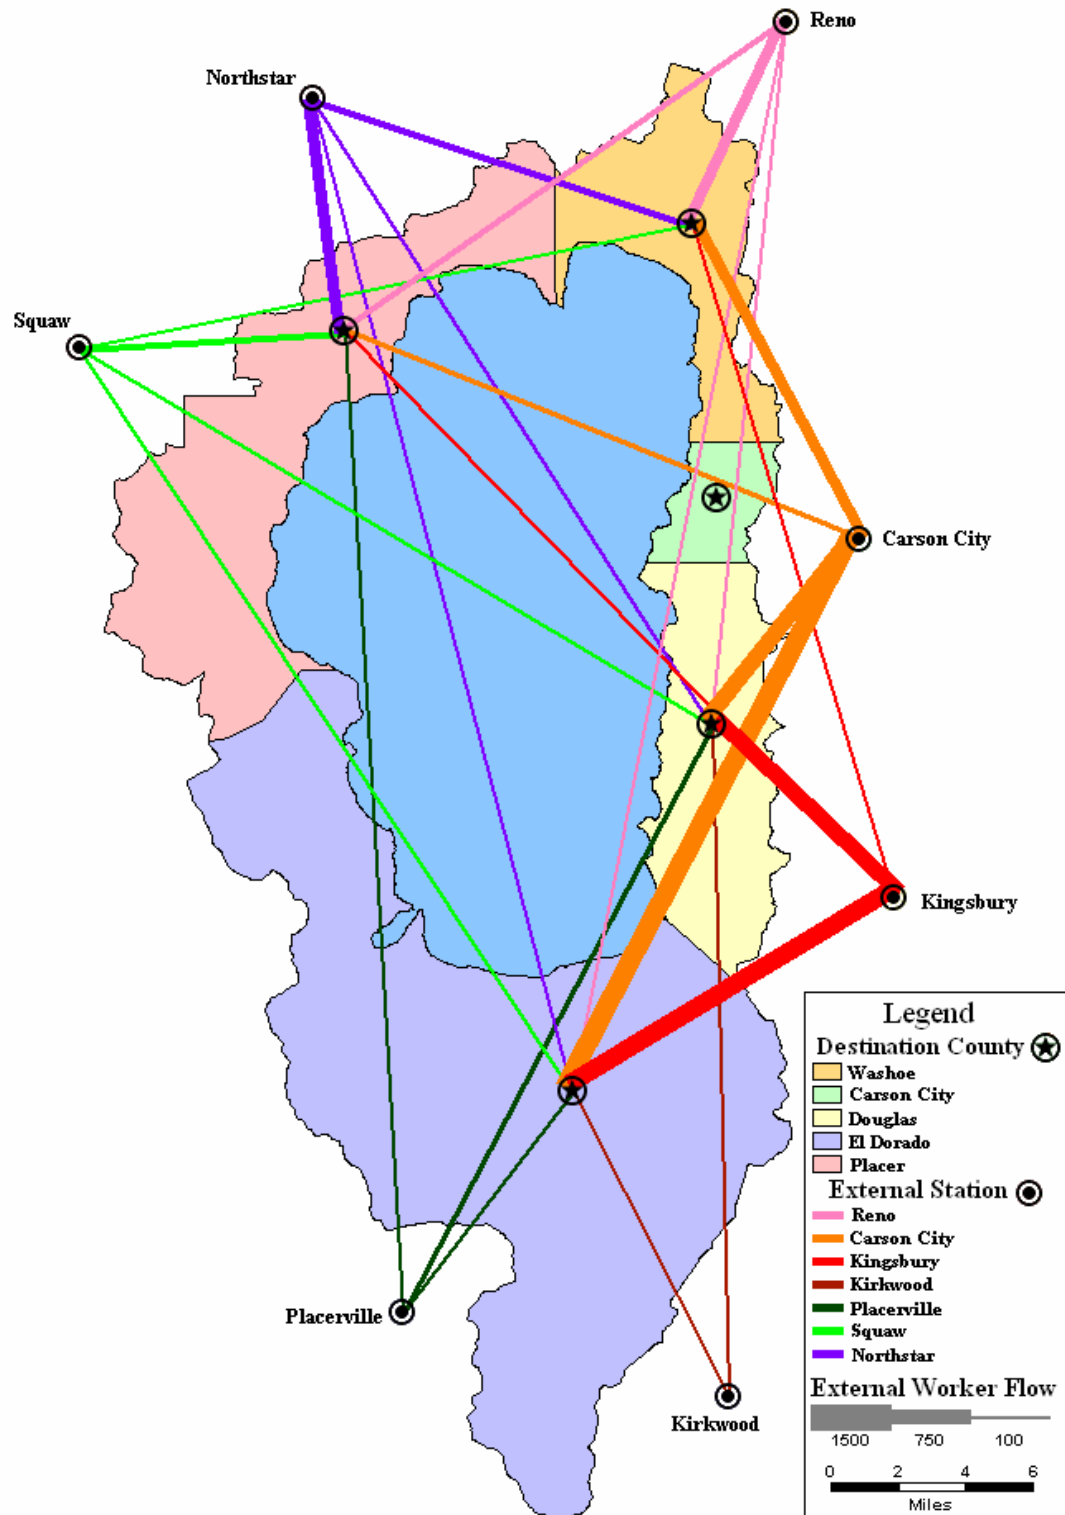 Reno
Northstar
Squaw
Carson City
Kingsbury
Placerville
Kirkwood
Legend
Destination County
Washoe
Carson City
Douglas
El Dorado
Placer
External Station
Reno
Carson City
Kingsbury
Kirkwood
Placerville
Squaw
Northstar
External Worker Flow
1500 750 100
0 2 4 6
Miles